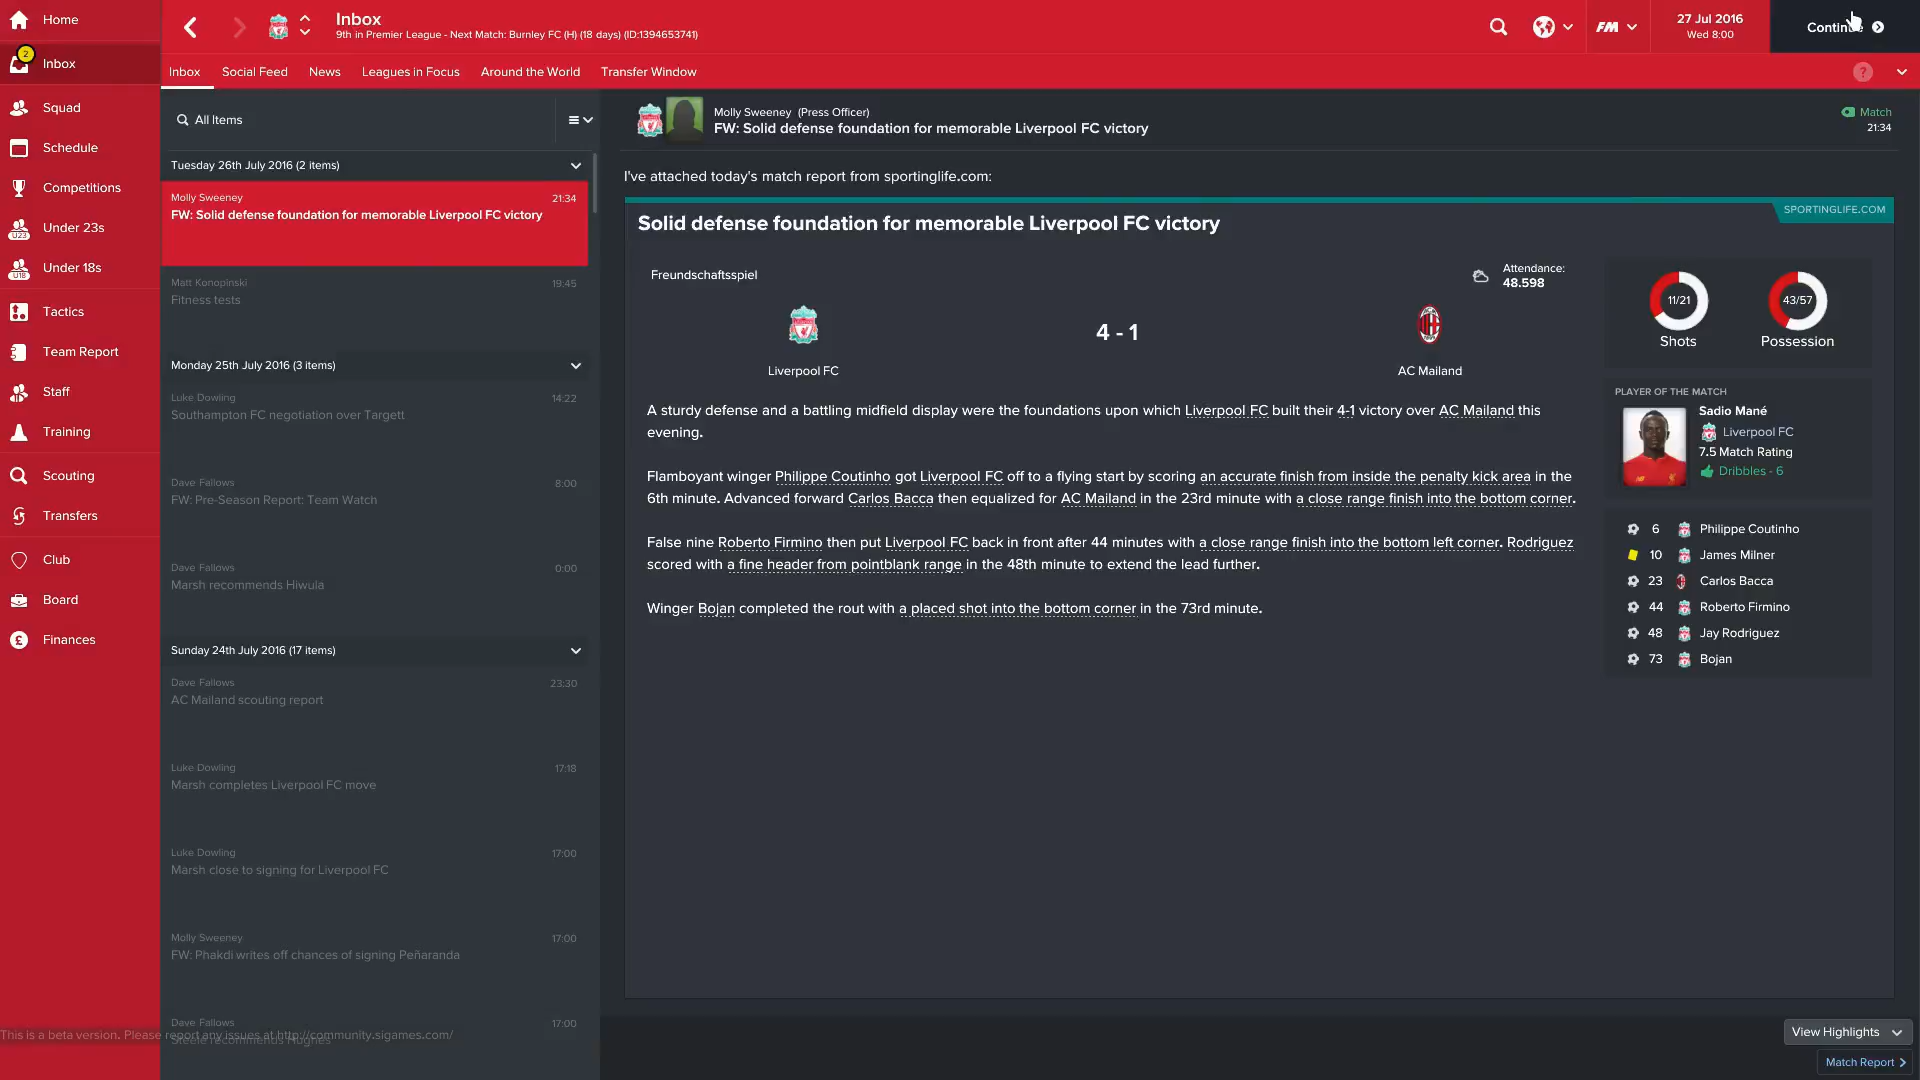 Home
2
Inbox
Squad
Schedule
Competitions
Under 23s
Under 18s
Tactics
Team Report
Staff
Training
Scouting
Transfers
Club
Board
Finances
Inbox
9th in Premier League - Next Match: Burnley FC (H) (18 days) (ID:1394653741)
FM
27 Jul 2016
Wed 8:00
Continue
Inbox
Social Feed
News
Leagues in Focus
Around the World
Transfer Window
?
All Items
Tuesday 26th July 2016 (2 items)
Molly Sweeney 21:34
FW: Solid defense foundation for memorable Liverpool FC victory
Matt Konopinski 19:45
Fitness tests
Monday 25th July 2016 (3 items)
Luke Dowling 14:22
Southampton FC negotiation over Targett
Dave Fallows 8:00
FW: Pre-Season Report: Team Watch
Dave Fallows 0:00
Marsh recommends Hiwula
Sunday 24th July 2016 (17 items)
Dave Fallows 23:30
AC Mailand scouting report
Luke Dowling 17:18
Marsh completes Liverpool FC move
Luke Dowling 17:00
Marsh close to signing for Liverpool FC
Molly Sweeney 17:00
FW: Phakdi writes off chances of signing Peñaranda
Dave Fallows 17:00
Steele recommends Hughes
This is a beta version. Please report any issues at http://community.sigames.com/
Molly Sweeney (Press Officer)
FW: Solid defense foundation for memorable Liverpool FC victory
Match
21:34
I've attached today's match report from sportinglife.com:
SPORTINGLIFE.COM
Solid defense foundation for memorable Liverpool FC victory
Freundschaftsspiel
Attendance:
48.598
4 - 1
Liverpool FC
AC Mailand
A sturdy defense and a battling midfield display were the foundations upon which Liverpool FC built their 4-1 victory over AC Mailand this
evening.
Flamboyant winger Philippe Coutinho got Liverpool FC off to a flying start by scoring an accurate finish from inside the penalty kick area in the
6th minute. Advanced forward Carlos Bacca then equalized for AC Mailand in the 23rd minute with a close range finish into the bottom corner.
False nine Roberto Firmino then put Liverpool FC back in front after 44 minutes with a close range finish into the bottom left corner. Rodriguez
scored with a fine header from pointblank range in the 48th minute to extend the lead further.
Winger Bojan completed the rout with a placed shot into the bottom corner in the 73rd minute.
11/21
Shots
43/57
Possession
PLAYER OF THE MATCH
Sadio Mané
Liverpool FC
7.5 Match Rating
Dribbles - 6
6 Philippe Coutinho
10 James Milner
23 Carlos Bacca
44 Roberto Firmino
48 Jay Rodriguez
73 Bojan
View Highlights
Match Report